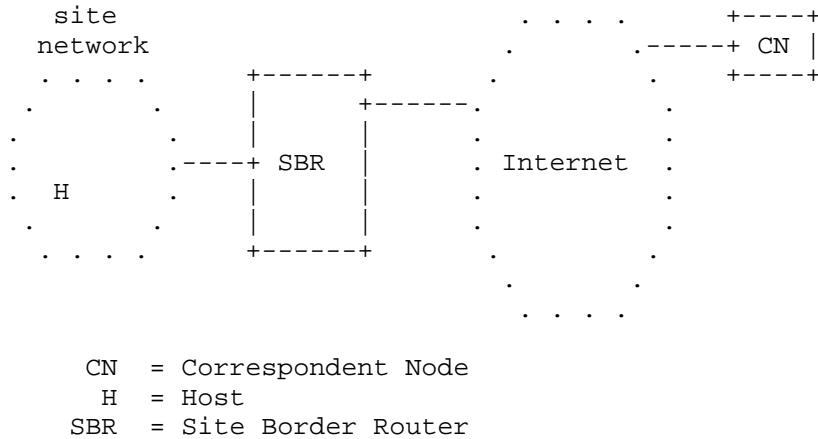 site
network
CN
SBR
Internet
H
CN = Correspondent Node
H = Host
SBR = Site Border Router